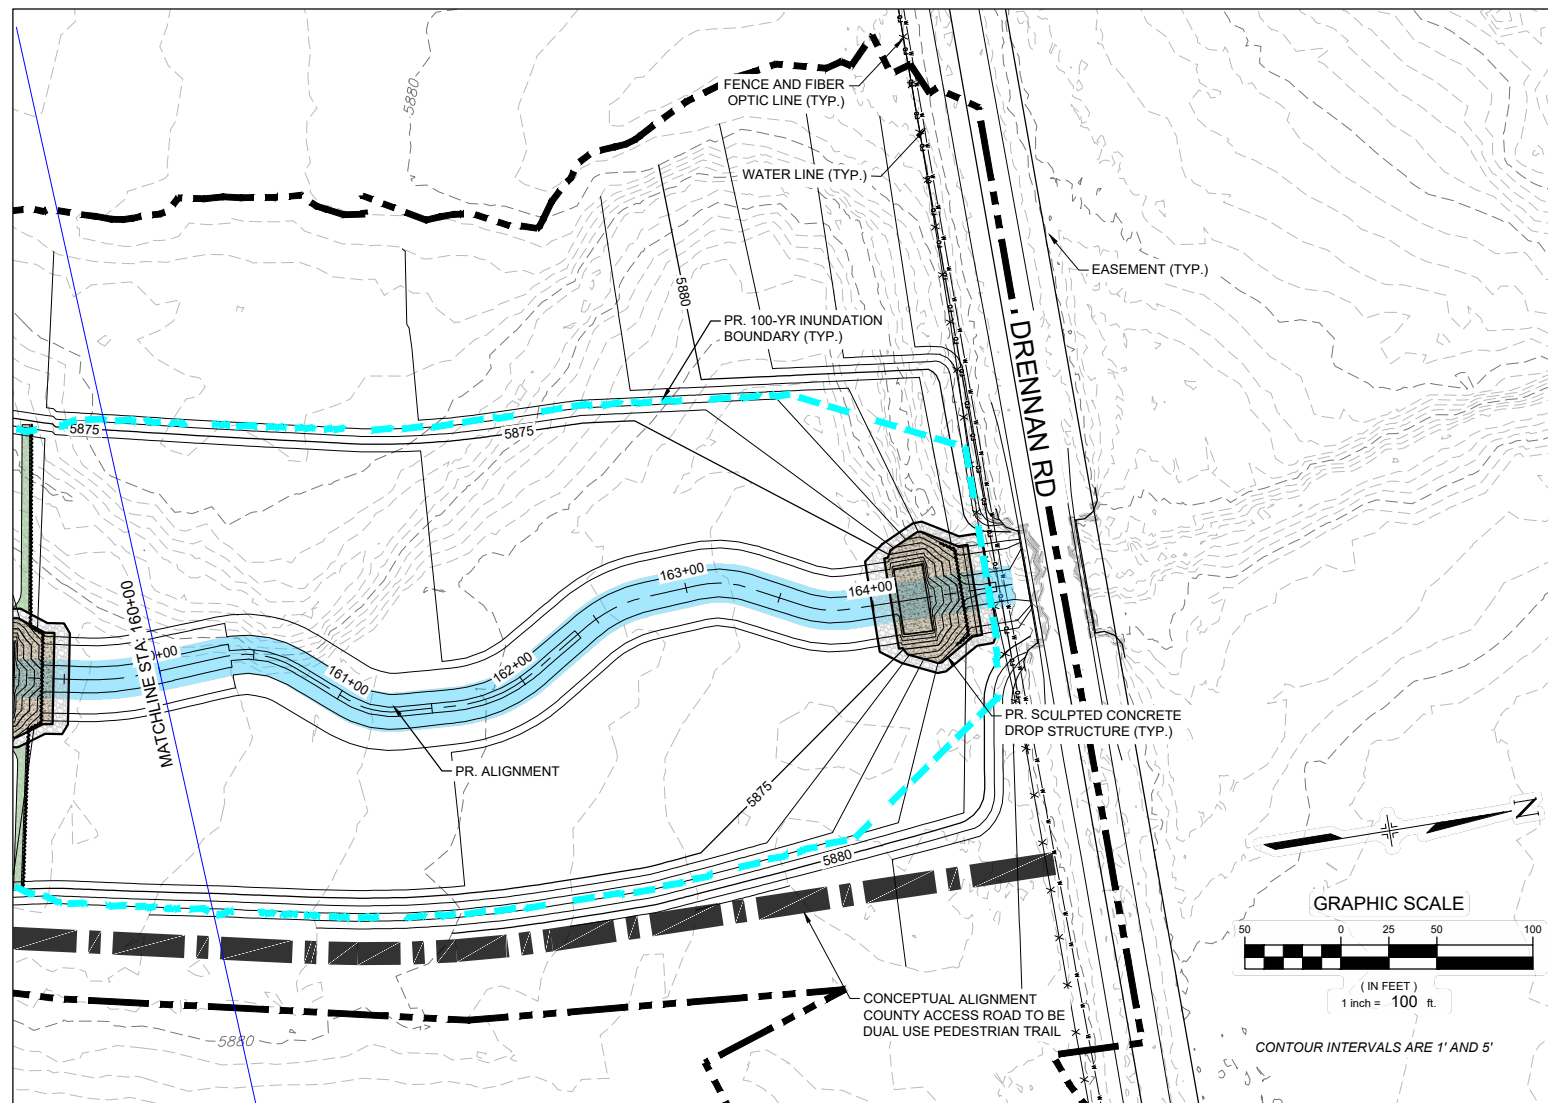 5880
FENCE AND FIBER
OPTIC LINE (TYP.)
WATER LINE (TYP.)
EASEMENT (TYP.)
5880
PR. 100-YR INUNDATION
BOUNDARY (TYP.)
DRENNAN RD
5875
5875
163+00
164+00
MATCHLINE STA: 160+00
0+00
161+00
162+00
PR. SCULPTED CONCRETE
DROP STRUCTURE (TYP.)
PR. ALIGNMENT
5875
5880
N
GRAPHIC SCALE
50 0 25 50 100
( IN FEET )
1 inch = 100 ft.
CONCEPTUAL ALIGNMENT
COUNTY ACCESS ROAD TO BE
DUAL USE PEDESTRIAN TRAIL
5880
CONTOUR INTERVALS ARE 1' AND 5'